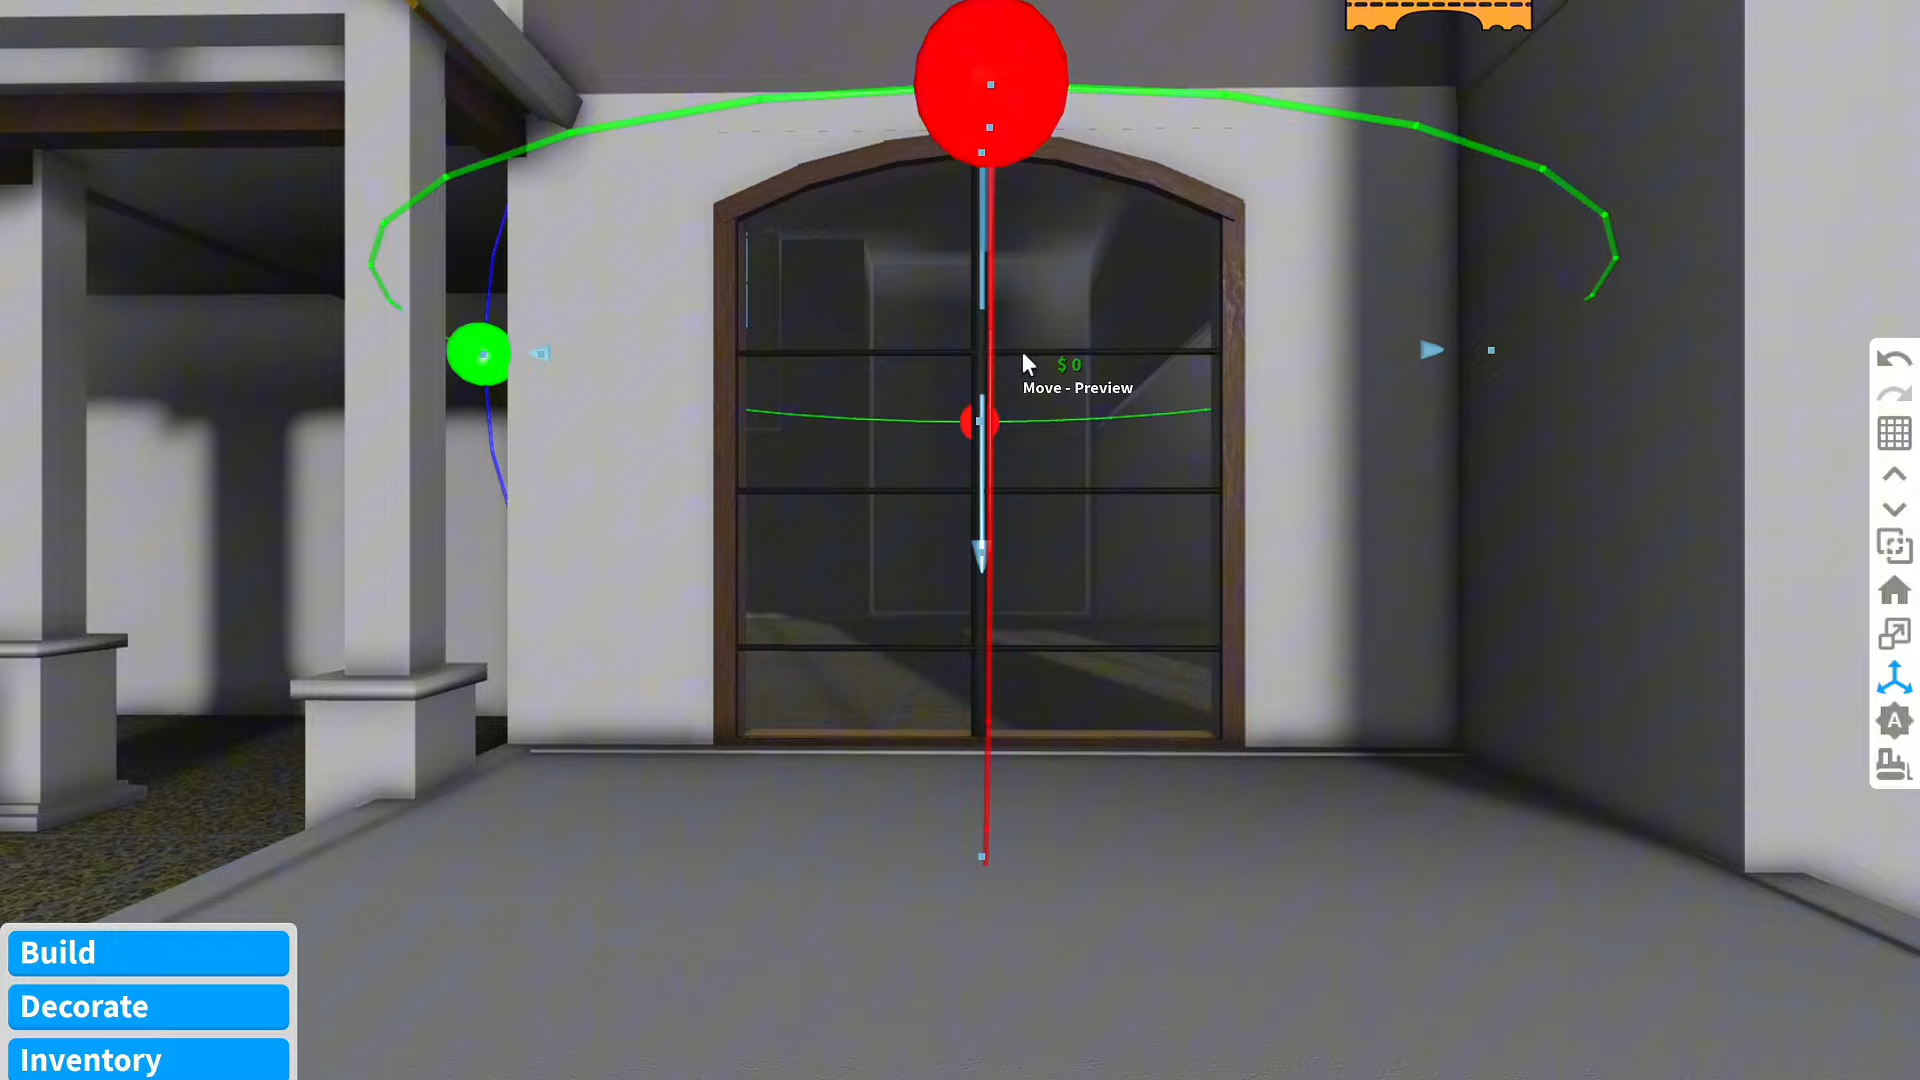 $ 0
Move - Preview
A
Build
Decorate
Inventory